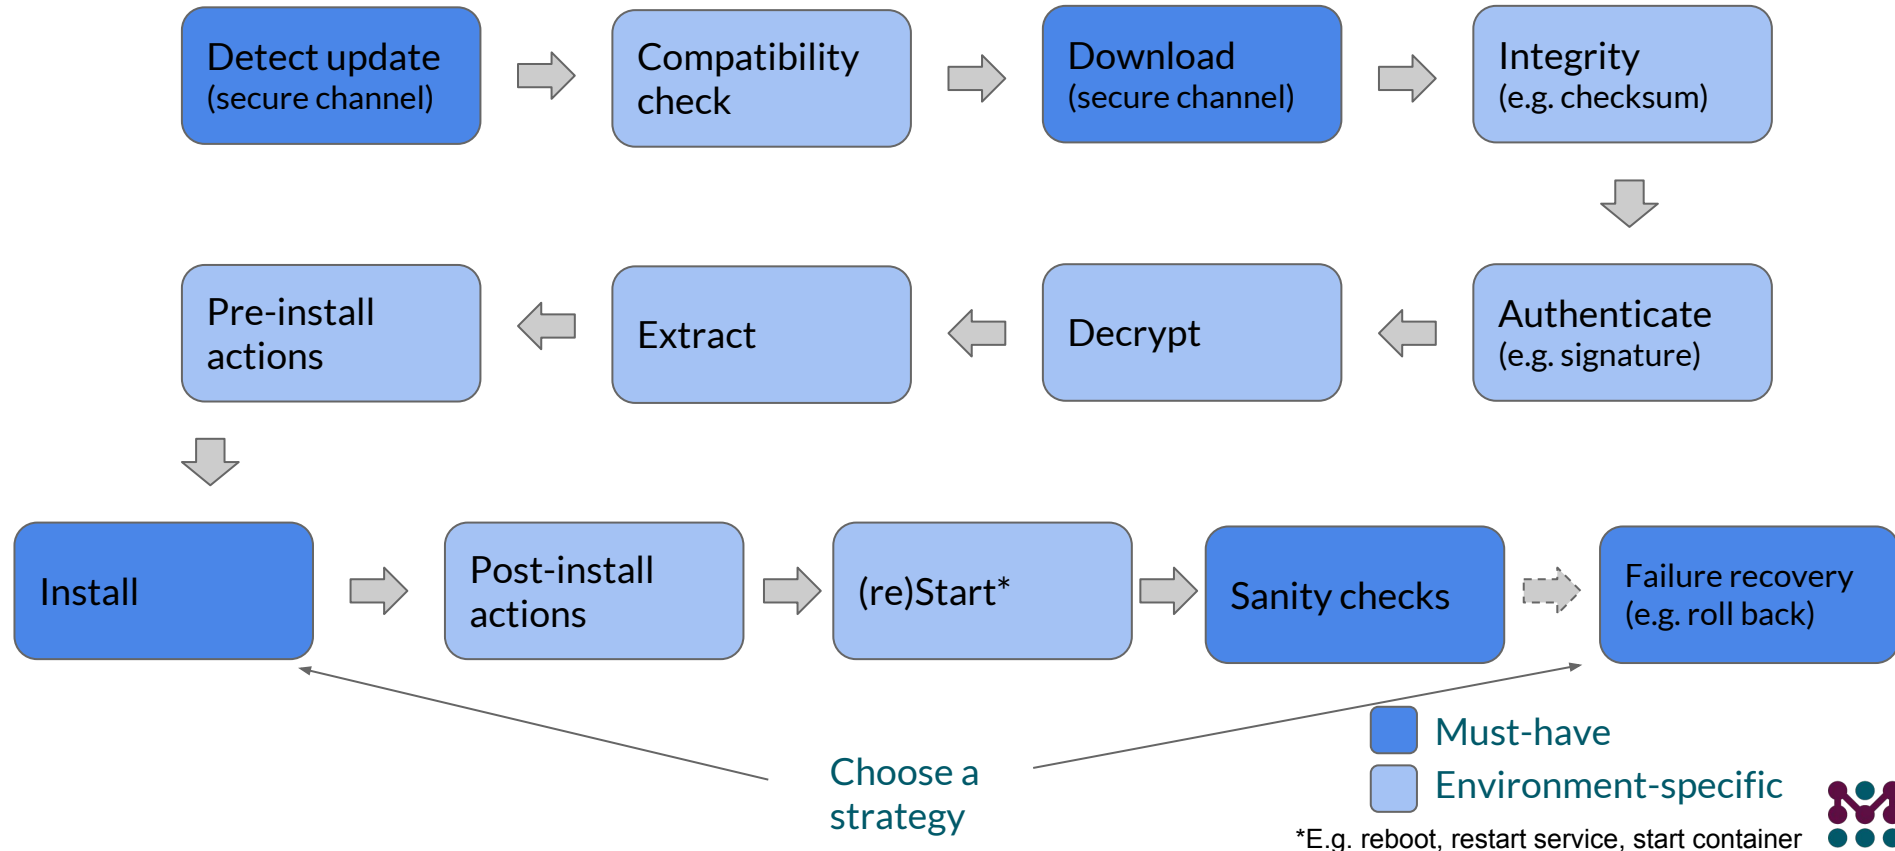 Detect update
(secure channel)
Compatibility
check
Download
(secure channel)
Integrity
(e.g. checksum)
Pre-install
actions
Extract
Decrypt
Authenticate
(e.g. signature)
Install
Post-install
actions
(re)Start*
Sanity checks
Failure recovery
(e.g. roll back)
Choose a
strategy
Must-have
Environment-specific
*E.g. reboot, restart service, start container